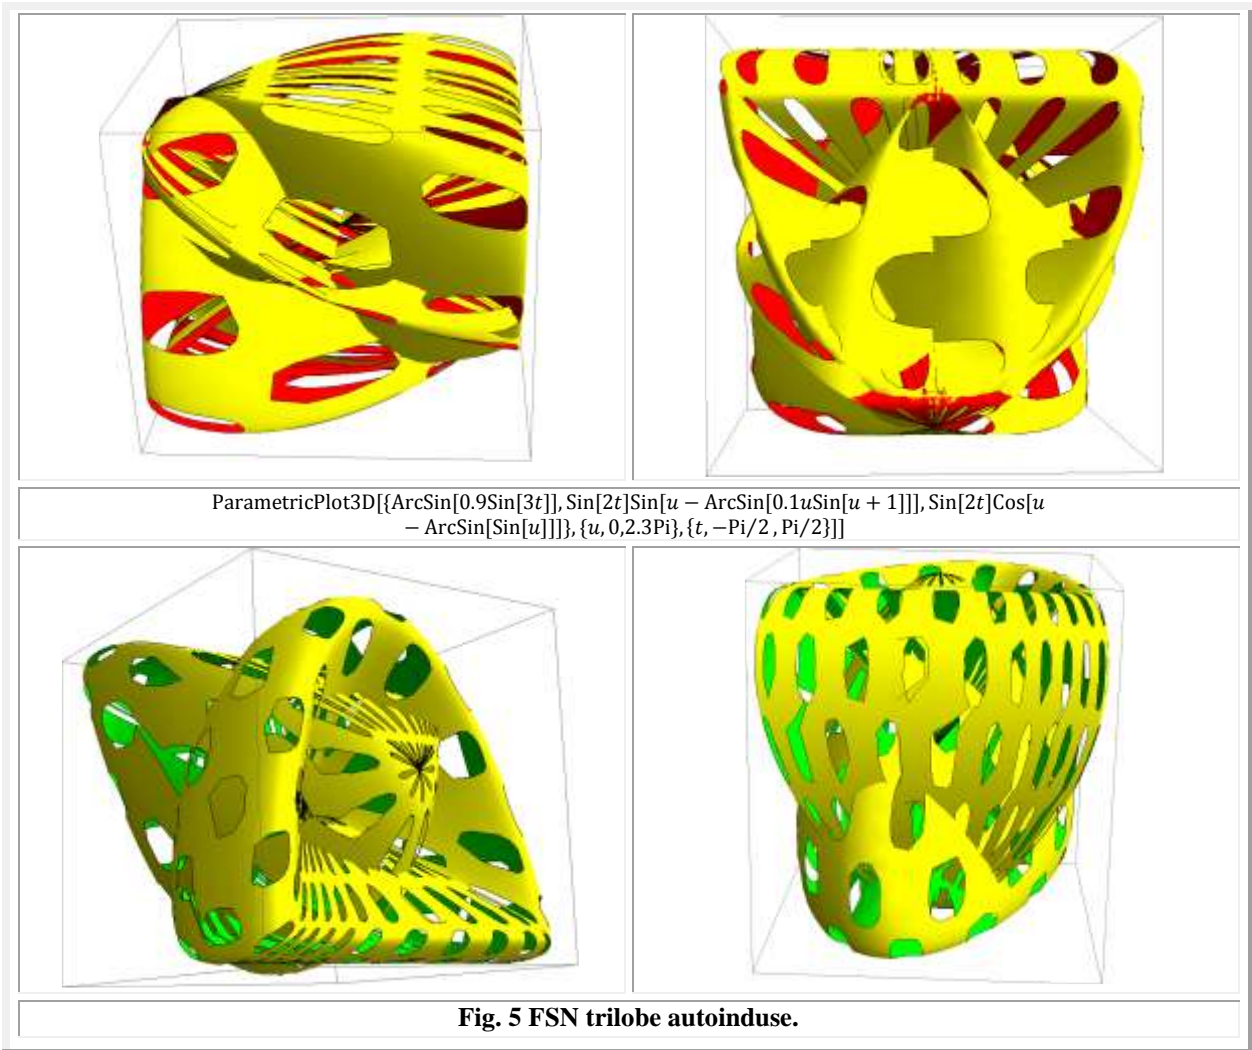 ParametricPlot3D[{ArcSin[0.9Sin[3t]], Sin[2t]Sin[u − ArcSin[0.1uSin[u + 1]]], Sin[2t]Cos[u
− ArcSin[Sin[u]]]}, {u, 0,2.3Pi}, {t, −Pi/2 , Pi/2}]]
Fig. 5 FSN trilobe autoinduse.